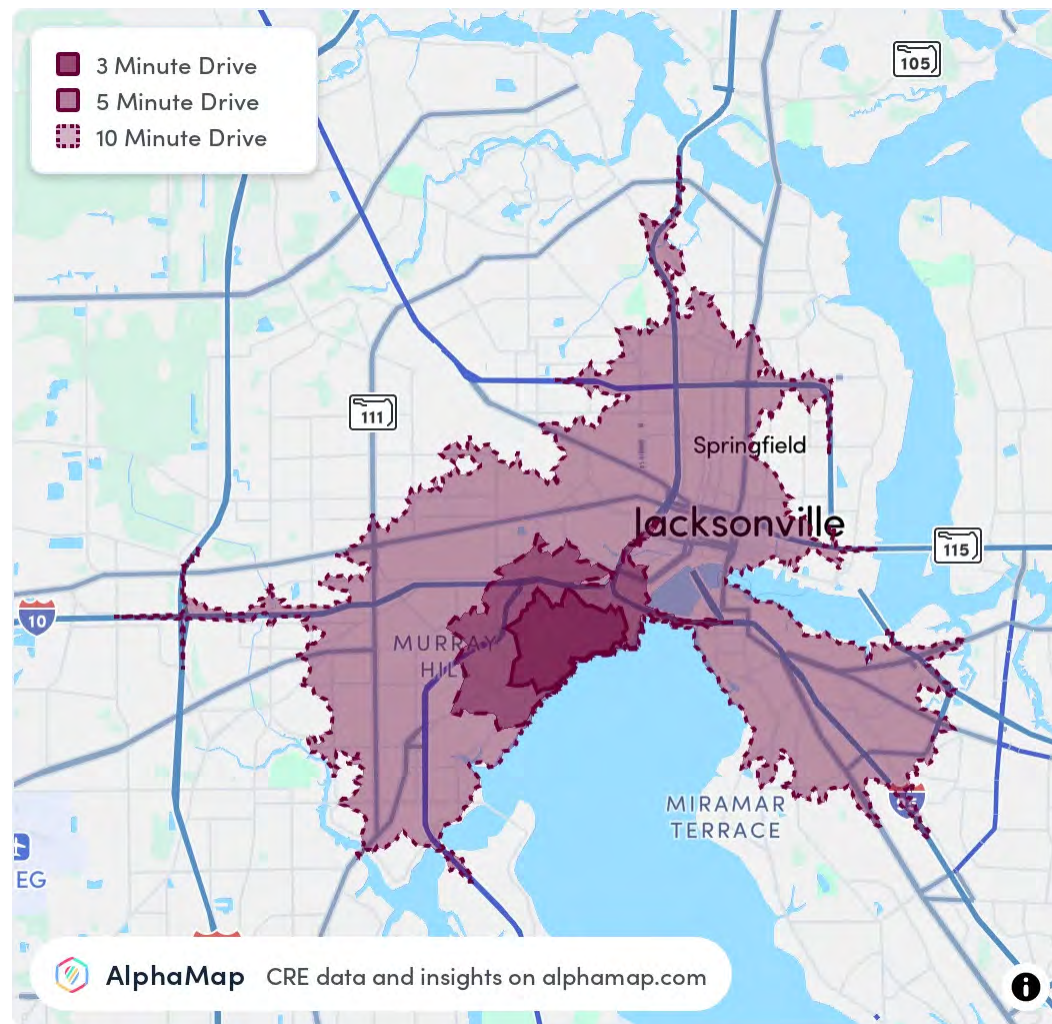 3 Minute Drive
5 Minute Drive
10 Minute Drive
105
111
Springfield
Jacksonville
115
10
MURRAY
HILL
MIRAMAR
TERRACE
EG
AlphaMap CRE data and insights on alphamap.com